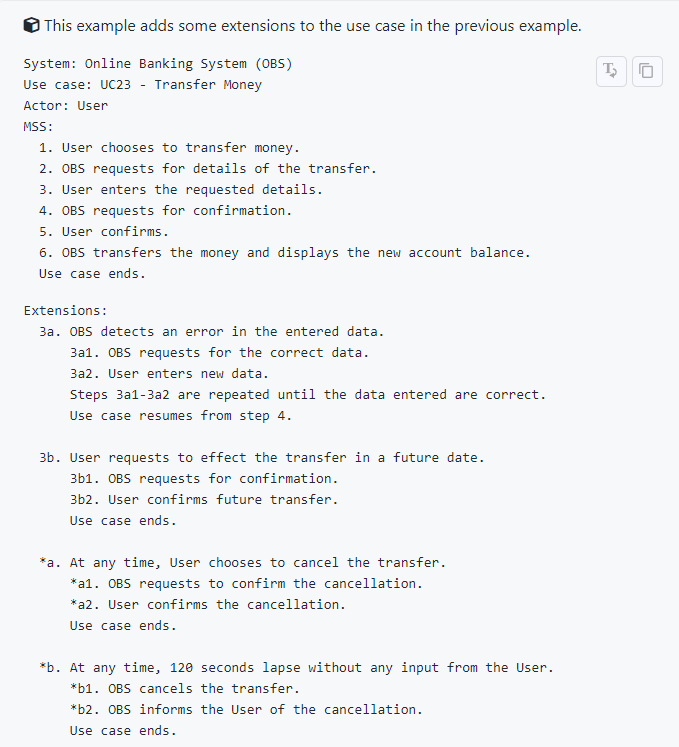 This example adds some extensions to the use case in the previous example.
System: Online Banking System (OBS)
Use case: UC23 - Transfer Money
Actor: User
MSS:
1. User chooses to transfer money.
2. OBS requests for details of the transfer.
3. User enters the requested details.
4. OBS requests for confirmation.
5. User confirms.
6. OBS transfers the money and displays the new account balance.
Use case ends.
Extensions:
3a. OBS detects an error in the entered data.
3a1. OBS requests for the correct data.
3a2. User enters new data.
Steps 3a1-3a2 are repeated until the data entered are correct.
Use case resumes from step 4.
3b. User requests to effect the transfer in a future date.
3b1. OBS requests for confirmation.
3b2. User confirms future transfer.
Use case ends.
*a. At any time, User chooses to cancel the transfer.
*a1. OBS requests to confirm the cancellation.
*a2. User confirms the cancellation.
Use case ends.
*b. At any time, 120 seconds lapse without any input from the User.
*b1. OBS cancels the transfer.
*b2. OBS informs the User of the cancellation.
Use case ends.